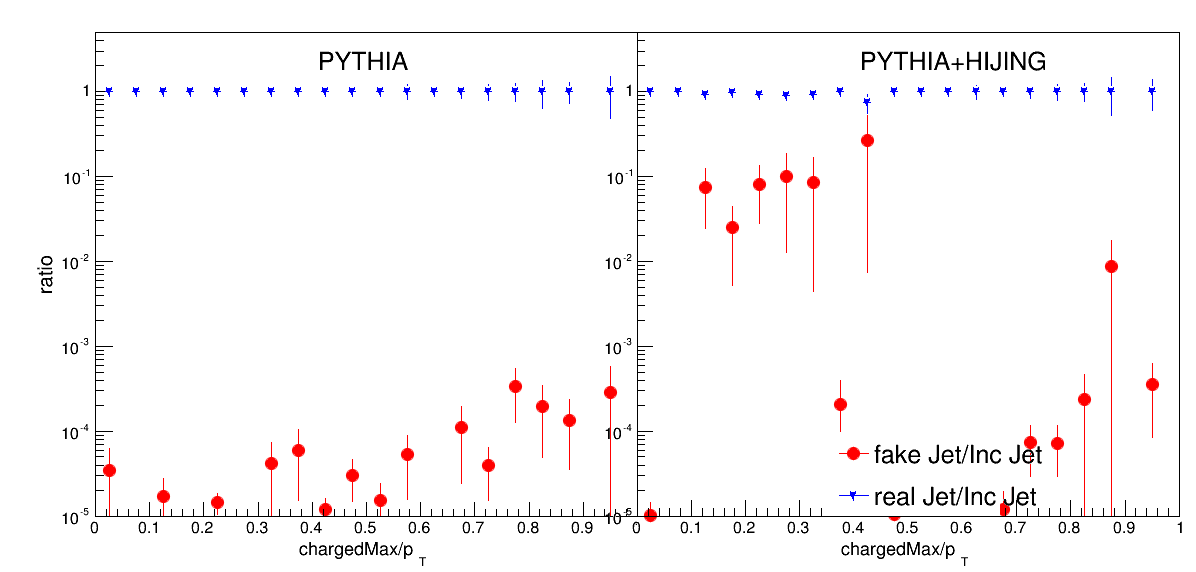 PYTHIA
PYTHIA+HIJING
ratio
1
10-1
10-2
10-3
10-4
10-5
1
10-1
10-2
10-3
10-4
10-5
fake Jet/Inc Jet
real Jet/Inc Jet
0 0.1 0.2 0.3 0.4 0.5 0.6 0.7 0.8 0.9
0 0.1 0.2 0.3 0.4 0.5 0.6 0.7 0.8 0.9 1
chargedMax/p T
chargedMax/p T